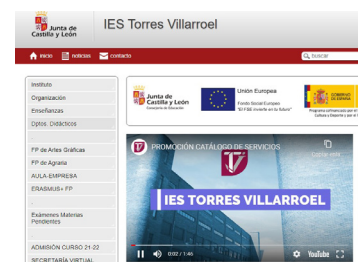 Junta de
Castilla y León
IES Torres Villarroel
INICIO
NOTICIAS
CONTACTO
BUSCAR
Instituto
Organización
Enseñanzas
Dptos. Didácticos
FP de Artes Gráficas
FP de Agraria
AULA-EMPRESA
ERASMUS+ FP
Exámenes Materias
Pendientes
ADMISIÓN CURSO 21-22
SECRETARÍA VIRTUAL
Junta de
Castilla y León
Consejería de Educación
Unión Europea
Fondo Social Europeo
"El FSE invierte en tu futuro"
GOBIERNO
DE ESPAÑA
PROMOCIÓN CATÁLOGO DE SERVICIOS
IES TORRES VILLARROEL
0:02 / 1:46
YouTube